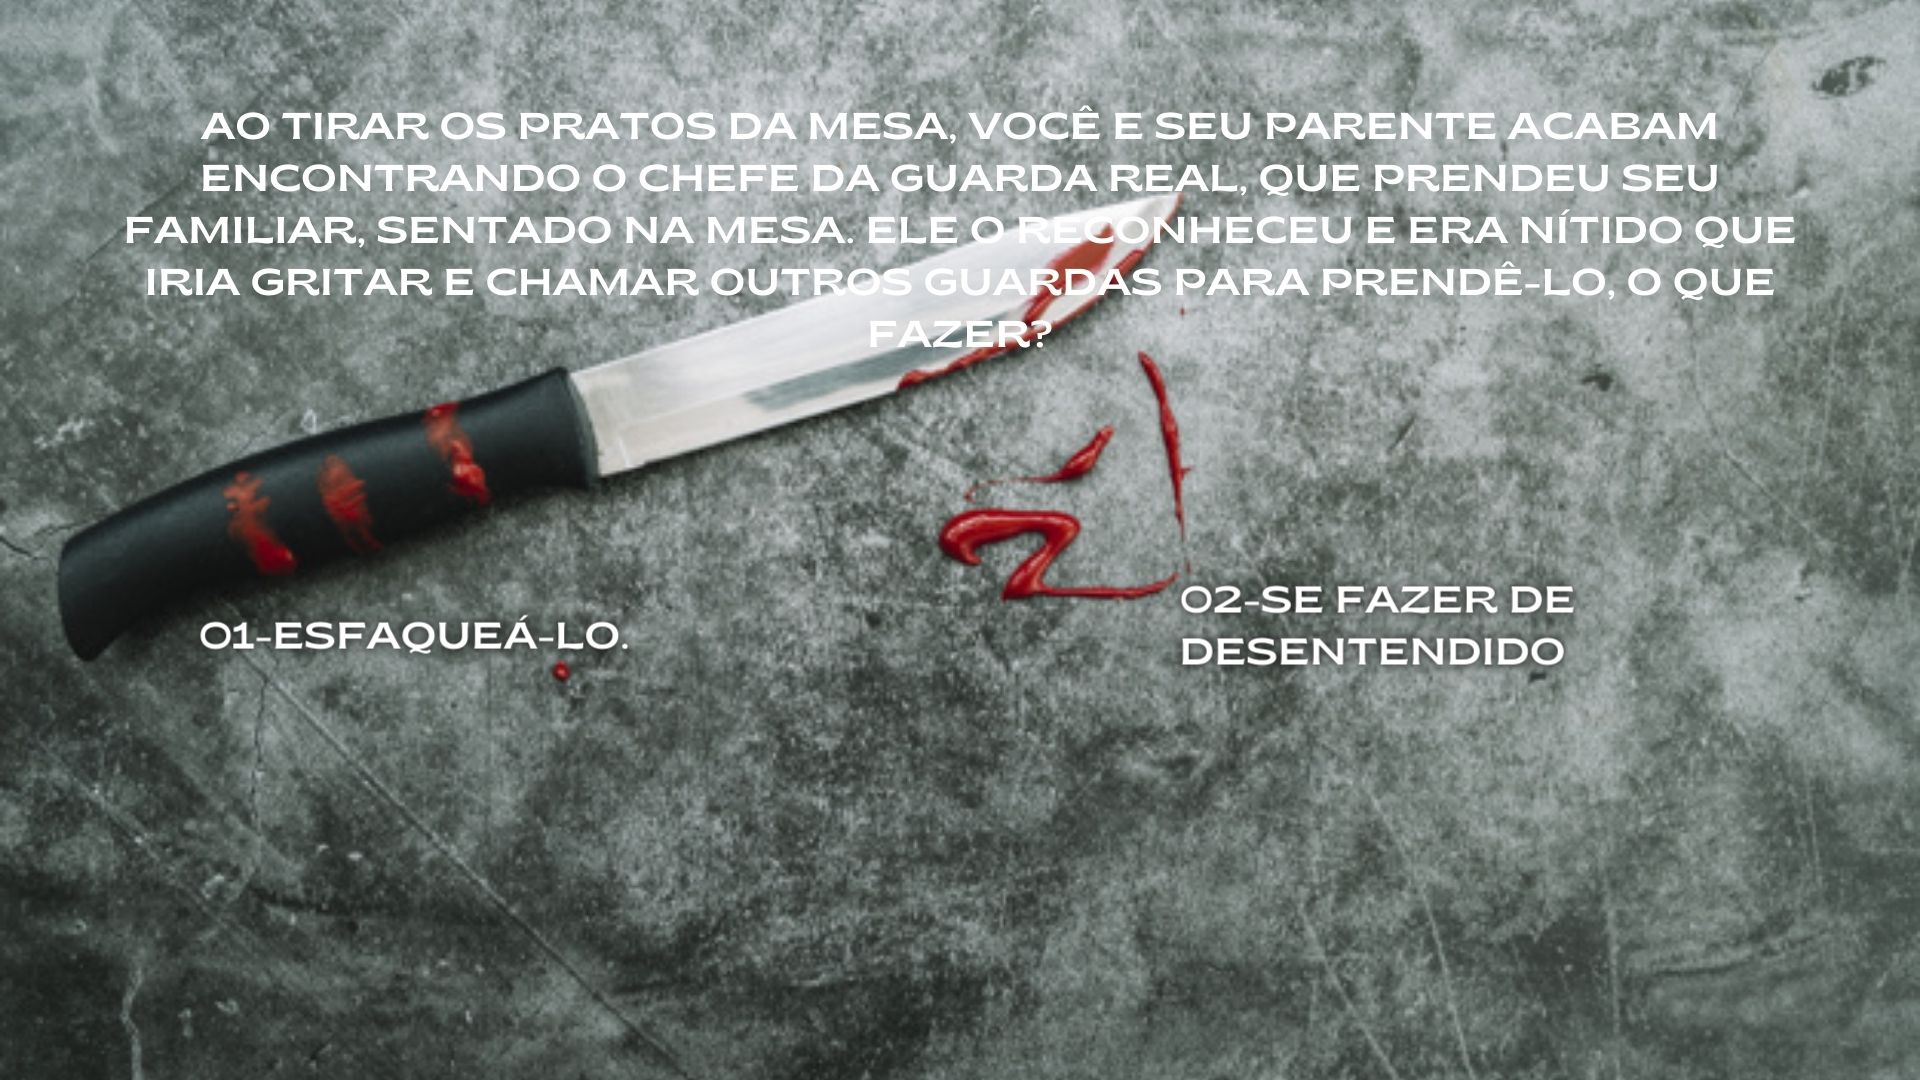 AO TIRAR OS PRATOS DA MESA, VOCÊ E SEU PARENTE ACABAM
ENCONTRANDO O CHEFE DA GUARDA REAL, QUE PRENDEU SEU
FAMILIAR, SENTADO NA MESA. ELE O RECONHECEU E ERA NÍTIDO QUE
IRIA GRITAR E CHAMAR OUTROS GUARDAS PARA PRENDÊ-LO, O QUE
FAZER?
01-ESFAQUEÁ-LO.
02-SE FAZER DE
DESENTENDIDO